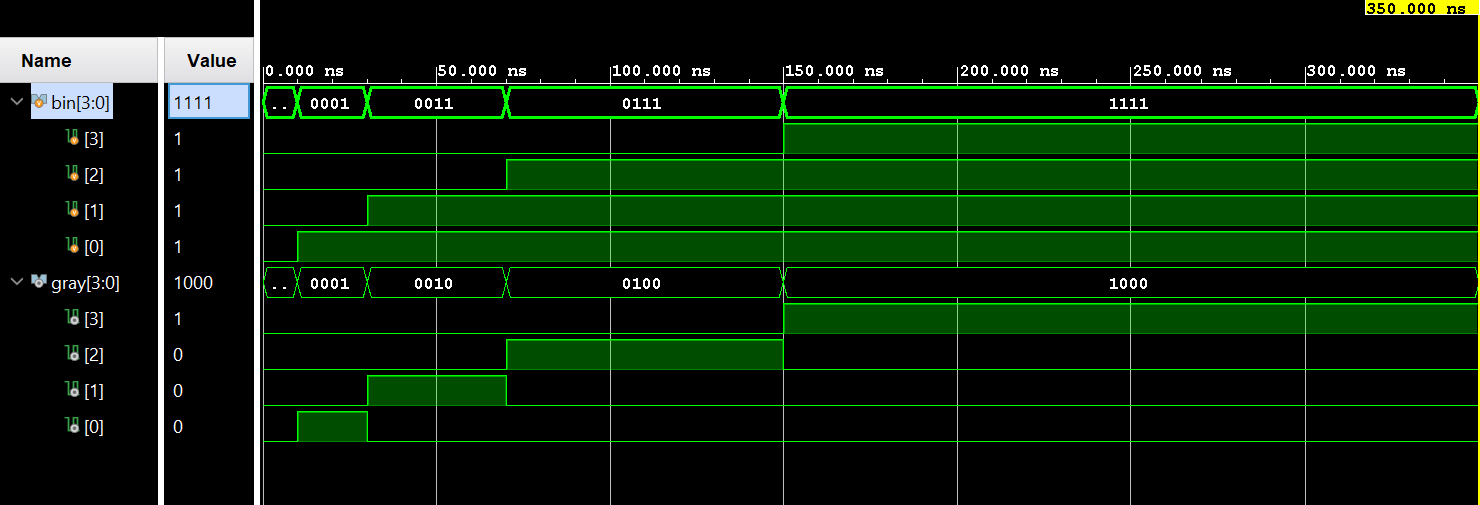 350.000 ns
Name Value
0.000 ns 50.000 ns 100.000 ns 150.000 ns 200.000 ns 250.000 ns 300.000 ns
bin[3:0] 1111 .. 0001 0011 0111 1111
[3] 1
[2] 1
[1] 1
[0] 1
gray[3:0] 1000 .. 0001 0010 0100 1000
[3] 1
[2] 0
[1] 0
[0] 0